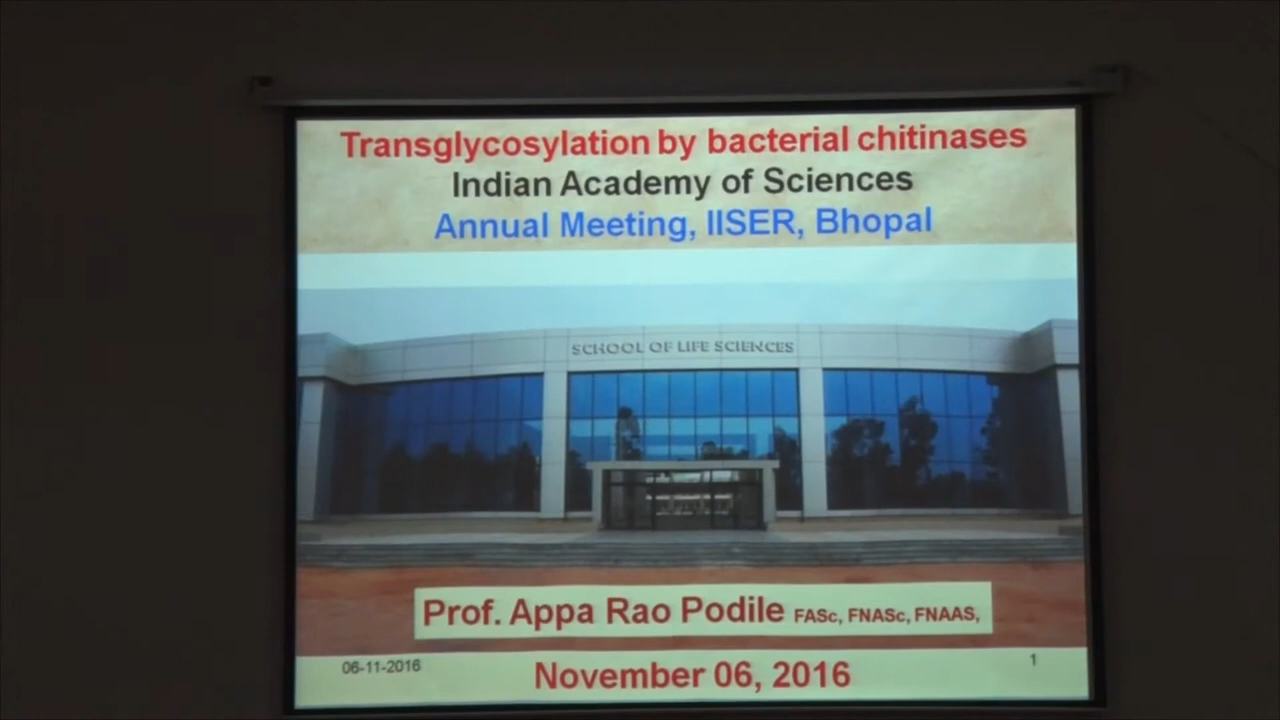 Transglycosylation by bacterial chitinases
Indian Academy of Sciences
Annual Meeting, IISER, Bhopal
SCHOOL OF LIFE SCIENCES
Prof. Appa Rao Podile FASc, FNASc, FNAAS,
06-11-2016
November 06, 2016
1